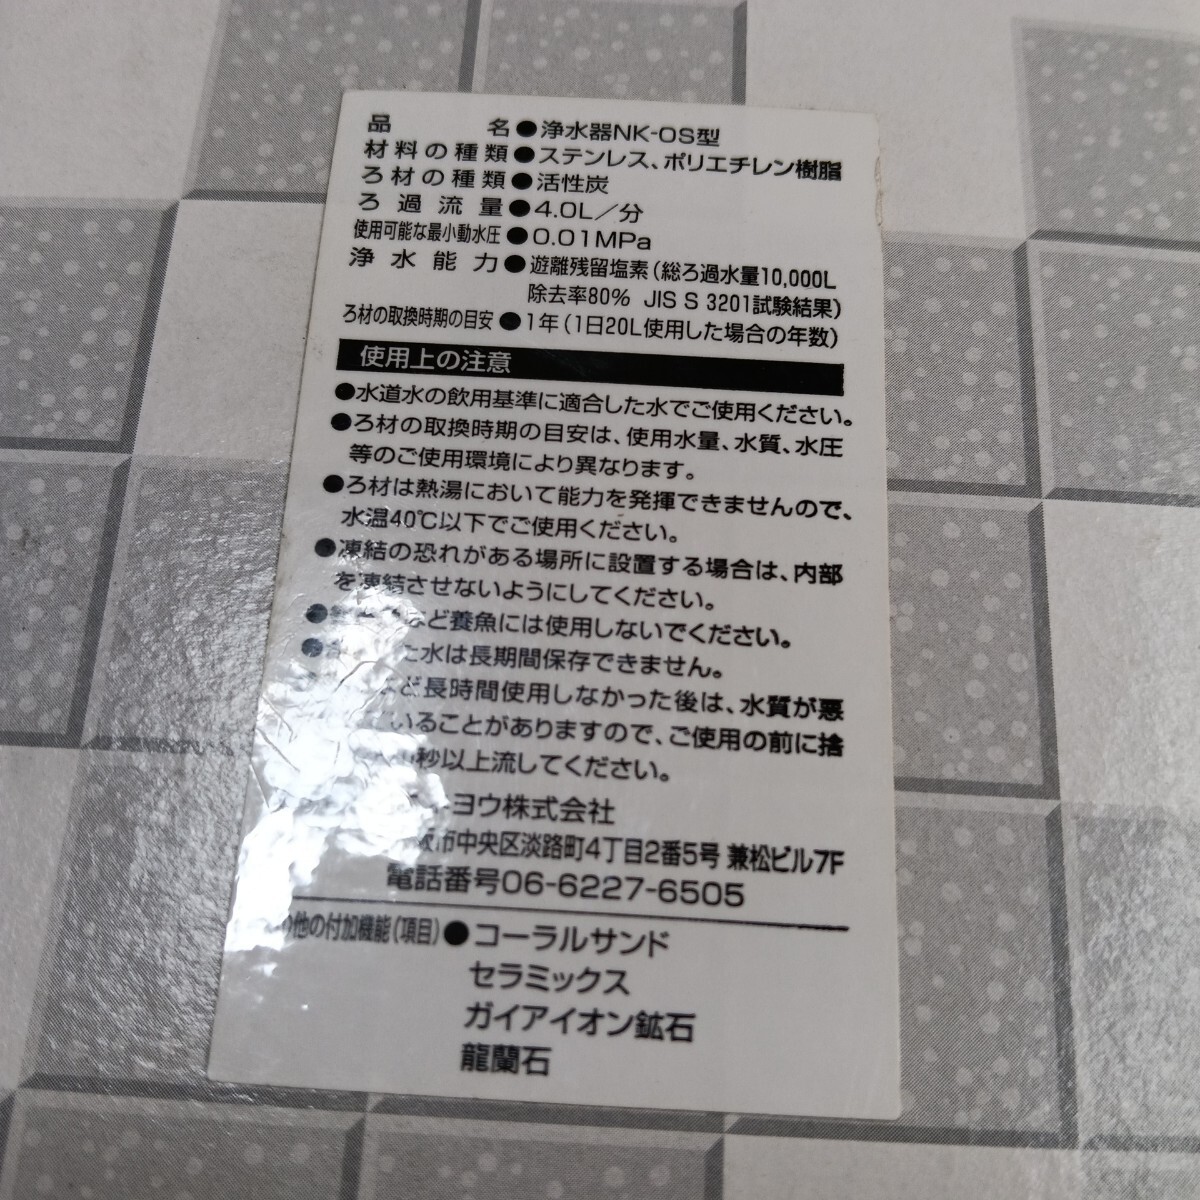 品名●浄水器NK-OS型
材料の種類●ステンレス、ポリエチレン樹脂
ろ材の種類●活性炭
ろ過流量●4.0L／分
使用可能な最小動水圧●0.01MPa
浄水能力●遊離残留塩素(総ろ過水量10,000L
除去率80% JIS S 3201試験結果)
ろ材の取換時期の目安●1年(1日20L使用した場合の年数)
使用上の注意
●水道水の飲用基準に適合した水でご使用ください。
●ろ材の取換時期の目安は、使用水量、水質、水圧
等のご使用環境により異なります。
●ろ材は熱湯において能力を発揮できませんので、
水温40℃以下でご使用ください。
●凍結の恐れがある場所に設置する場合は、内部
を凍結させないようにしてください。
●など養魚には使用しないでください。
●た水は長期間保存できません。
など長時間使用しなかった後は、水質が悪
いることがありますので、ご使用の前に捨
秒以上流してください。
ヨウ株式会社
阪市中央区淡路町4丁目2番5号 兼松ビル7F
電話番号06-6227-6505
の他の付加機能(項目)●コーラルサンド
セラミックス
ガイアイオン鉱石
龍蘭石